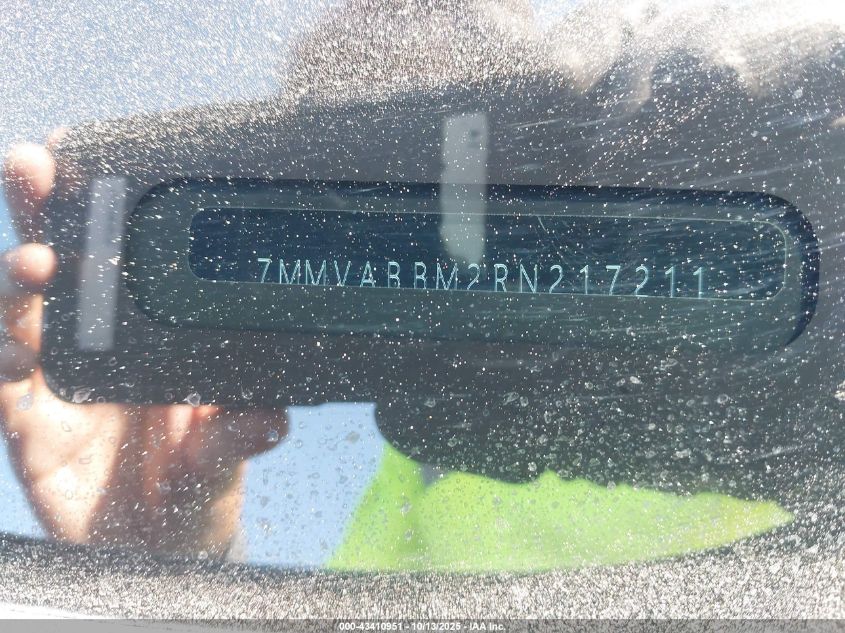 7MMVABBM2RN217211
000-43410951 - 10/13/2025 - IAA Inc.